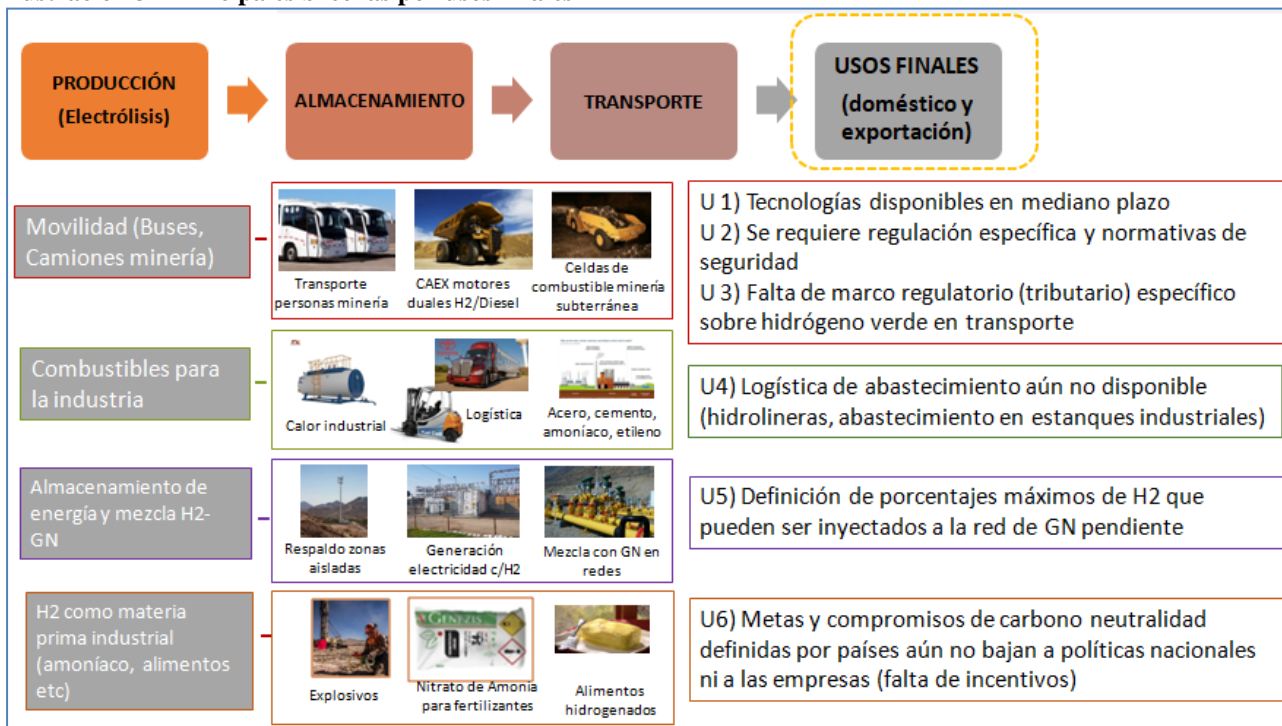 PRODUCCIÓN
(Electrólisis)
ALMACENAMIENTO
TRANSPORTE
USOS FINALES
(doméstico y
exportación)
Movilidad (Buses,
Camiones minería)
Transporte
personas minería
CAEX motores
duales H2/Diesel
Celdas de
combustible minería
subterránea
U 1) Tecnologías disponibles en mediano plazo
U 2) Se requiere regulación específica y normativas de
seguridad
U 3) Falta de marco regulatorio (tributario) específico
sobre hidrógeno verde en transporte
Combustibles para
la industria
Calor industrial
Logística
Acero, cemento,
amoníaco, etileno
U4) Logística de abastecimiento aún no disponible
(hidrolineras, abastecimiento en estanques industriales)
Almacenamiento de
energía y mezcla H2-
GN
Respaldo zonas
aisladas
Generación
electricidad c/H2
Mezcla con GN en
redes
U5) Definición de porcentajes máximos de H2 que
pueden ser inyectados a la red de GN pendiente
H2 como materia
prima industrial
(amoníaco, alimentos
etc)
Explosivos
GENEZIS
Nitrato de Amonía
para fertilizantes
Alimentos
hidrogenados
U6) Metas y compromisos de carbono neutralidad
definidas por países aún no bajan a políticas nacionales
ni a las empresas (falta de incentivos)